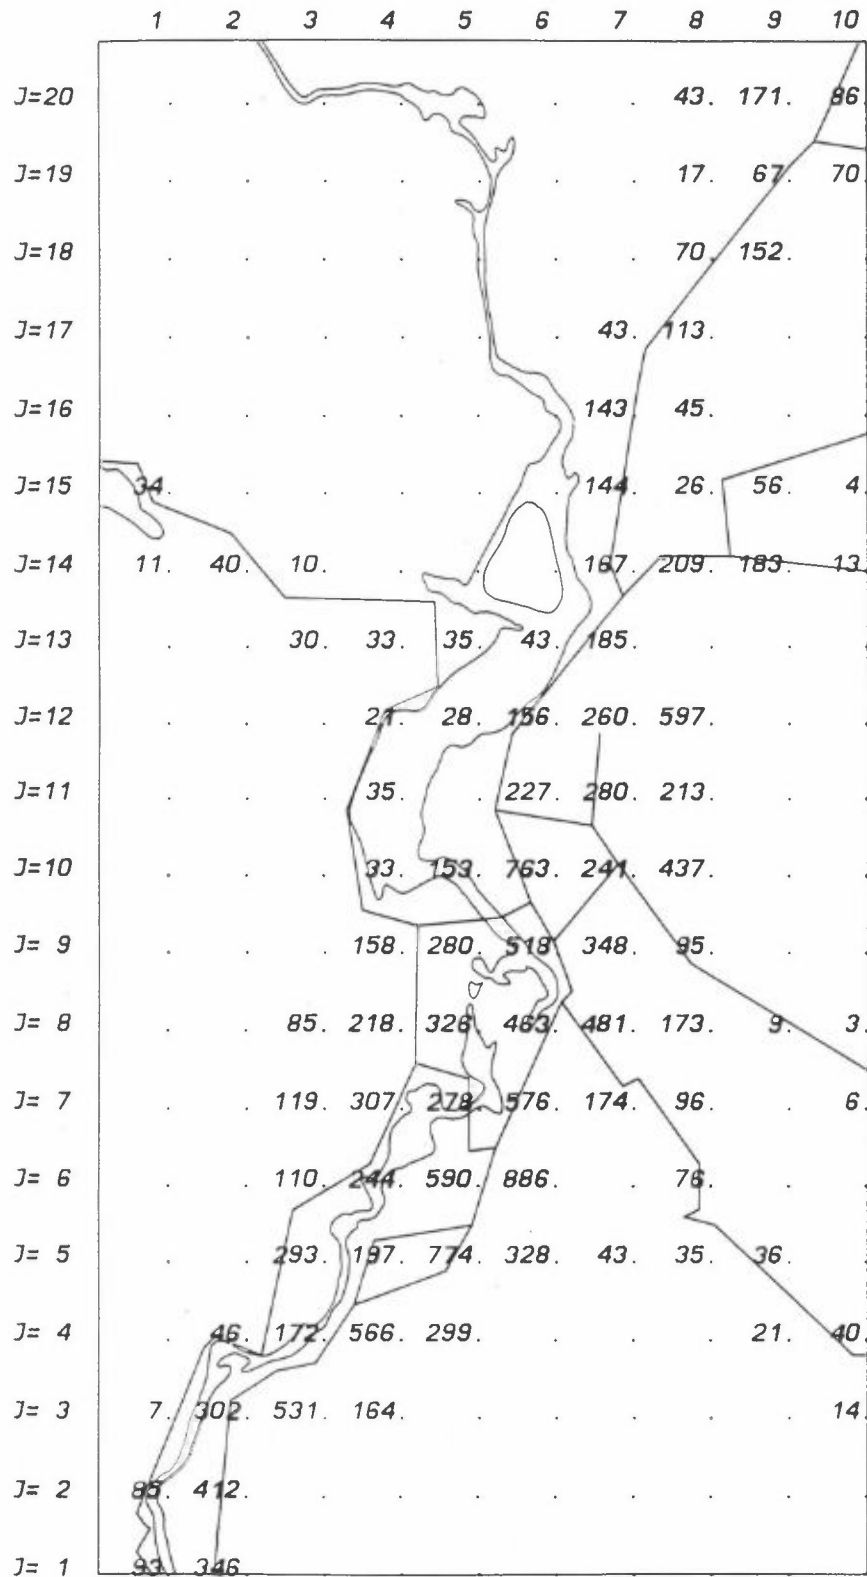 1 2 3 4 5 6 7 8 9 10
J=20 . . . . . . . 43. 171. 86.
J=19 . . . . . . . 17. 67. 70.
J=18 . . . . . . . 70. 152. .
J=17 . . . . . . 43. 113. . .
J=16 . . . . . . 143. 45. . .
J=15 34. . . . . . 144. 26. 56. 4.
J=14 11. 40. 10. . . . 167. 209. 183. 13.
J=13 . . 30. 33. 35. 43. 185. . . .
J=12 . . . 21. 28. 156. 260. 597. . .
J=11 . . . 35. . 227. 280. 213. . .
J=10 . . . 33. 153. 763. 241. 437. . .
J= 9 . . . 158. 280. 518. 348. 95. . .
J= 8 . . 85. 218. 326. 463. 481. 173. 9. 3.
J= 7 . . 119. 307. 278. 576. 174. 96. . 6.
J= 6 . . 110. 244. 590. 886. . 76. . .
J= 5 . . 293. 197. 774. 328. 43. 35. 36. .
J= 4 . 46. 172. 566. 299. . . . 21. 40.
J= 3 7. 302. 531. 164. . . . . . 14.
J= 2 85. 412. . . . . . . . .
J= 1 93. 346. . . . . . . . .